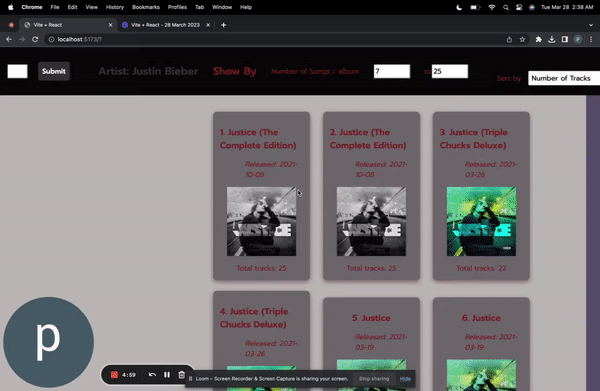 Chrome File Edit View History Bookmarks Profiles Tab Window Help
Tue Mar 28 2:38 AM
Vite + React
Vite + React - 28 March 2023
localhost:5173/?
Submit
Artist: Justin Bieber
Show By
Number of Songs / album
7
to
25
Sort by
Number of Tracks
1. Justice (The
Complete Edition)
Released: 2021-
10-08
JUSTICE
Total tracks: 25
2. Justice (The
Complete Edition)
Released: 2021-
10-08
JUSTICE
Total tracks: 25
3. Justice (Triple
Chucks Deluxe)
Released: 2021-
03-26
JUSTICE
Total tracks: 22
4. Justice (Triple
Chucks Deluxe)
Released: 2021-
03-26
5. Justice
Released: 2021-
03-19
6. Justice
Released: 2021-
03-19
p
4:59
Loom – Screen Recorder & Screen Capture is sharing your screen.
Stop sharing
Hide